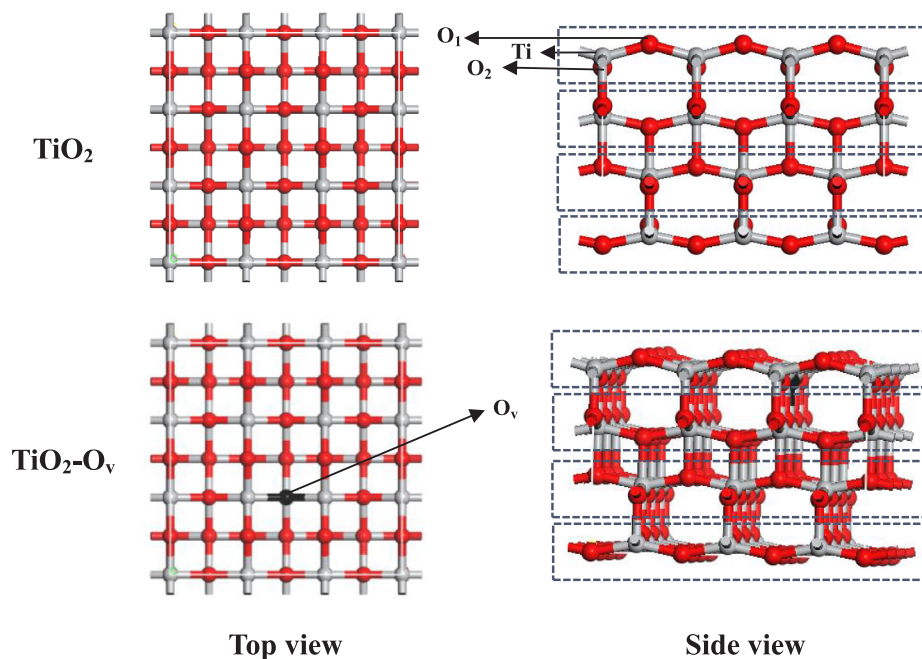 O₁
Ti
O₂
TiO₂
Oᵥ
TiO₂-Oᵥ
Top view
Side view